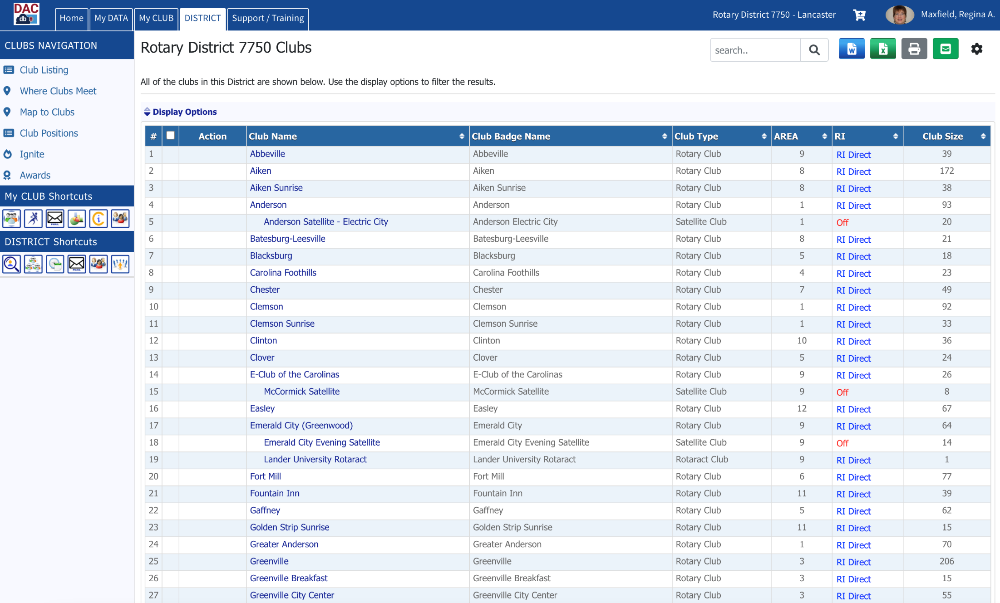 DAC
db
Home
My DATA
My CLUB
DISTRICT
Support / Training
Rotary District 7750 - Lancaster
Maxfield, Regina A.
CLUBS NAVIGATION
Club Listing
Where Clubs Meet
Map to Clubs
Club Positions
Ignite
Awards
My CLUB Shortcuts
PMAIL
DISTRICT Shortcuts
PMAIL
Rotary District 7750 Clubs
search..
All of the clubs in this District are shown below. Use the display options to filter the results.
Display Options
# Action Club Name Club Badge Name Club Type AREA RI Club Size
1 Abbeville Abbeville Rotary Club 9 RI Direct 39
2 Aiken Aiken Rotary Club 8 RI Direct 172
3 Aiken Sunrise Aiken Sunrise Rotary Club 8 RI Direct 38
4 Anderson Anderson Rotary Club 1 RI Direct 93
5 Anderson Satellite - Electric City Anderson Electric City Satellite Club 1 Off 20
6 Batesburg-Leesville Batesburg-Leesville Rotary Club 8 RI Direct 21
7 Blacksburg Blacksburg Rotary Club 5 RI Direct 18
8 Carolina Foothills Carolina Foothills Rotary Club 4 RI Direct 23
9 Chester Chester Rotary Club 7 RI Direct 49
10 Clemson Clemson Rotary Club 1 RI Direct 92
11 Clemson Sunrise Clemson Sunrise Rotary Club 1 RI Direct 33
12 Clinton Clinton Rotary Club 10 RI Direct 36
13 Clover Clover Rotary Club 5 RI Direct 24
14 E-Club of the Carolinas E-Club of the Carolinas Rotary Club 9 RI Direct 26
15 McCormick Satellite McCormick Satellite Satellite Club 9 Off 8
16 Easley Easley Rotary Club 12 RI Direct 67
17 Emerald City (Greenwood) Emerald City Rotary Club 9 RI Direct 64
18 Emerald City Evening Satellite Emerald City Evening Satellite Satellite Club 9 Off 14
19 Lander University Rotaract Lander University Rotaract Rotaract Club 9 RI Direct 1
20 Fort Mill Fort Mill Rotary Club 6 RI Direct 77
21 Fountain Inn Fountain Inn Rotary Club 11 RI Direct 39
22 Gaffney Gaffney Rotary Club 5 RI Direct 62
23 Golden Strip Sunrise Golden Strip Sunrise Rotary Club 11 RI Direct 15
24 Greater Anderson Greater Anderson Rotary Club 1 RI Direct 70
25 Greenville Greenville Rotary Club 3 RI Direct 206
26 Greenville Breakfast Greenville Breakfast Rotary Club 3 RI Direct 15
27 Greenville City Center Greenville City Center Rotary Club 3 RI Direct 55